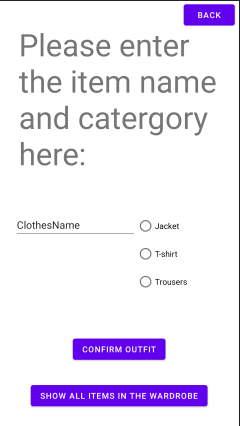 BACK
Please enter
the item name
and catergory
here:
ClothesName
Jacket
T-shirt
Trousers
CONFIRM OUTFIT
SHOW ALL ITEMS IN THE WARDROBE